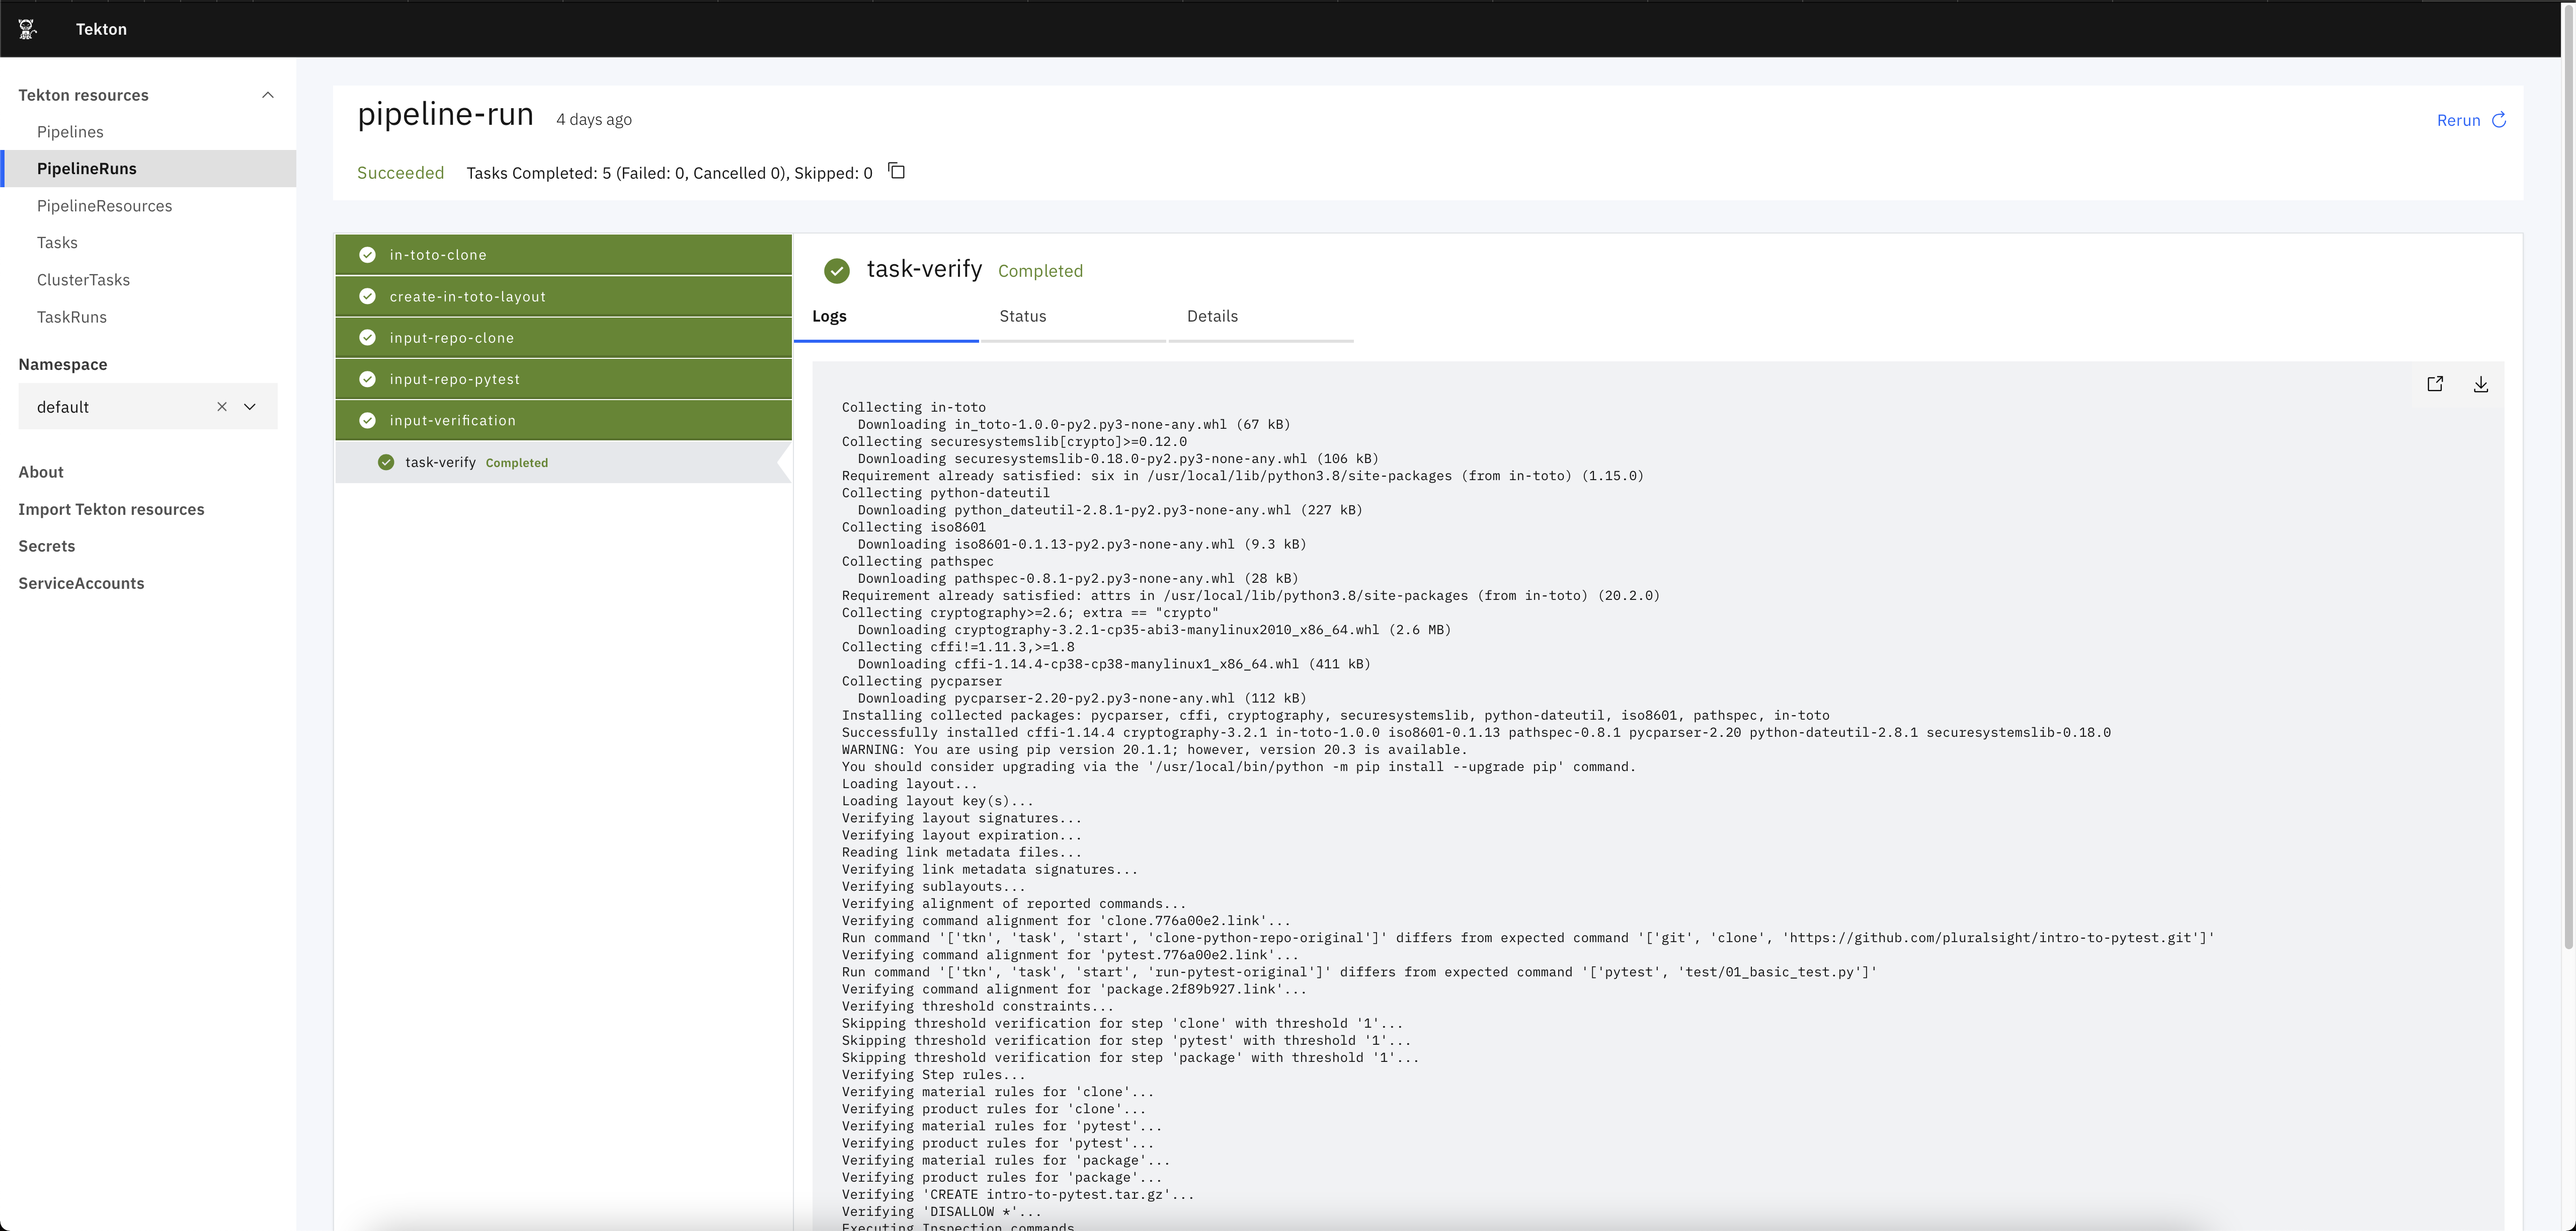 Tekton
Tekton resources
Pipelines
PipelineRuns
PipelineResources
Tasks
ClusterTasks
TaskRuns
Namespace
default
About
Import Tekton resources
Secrets
ServiceAccounts
pipeline-run 4 days ago
Rerun
Succeeded Tasks Completed: 5 (Failed: 0, Cancelled 0), Skipped: 0
in-toto-clone
create-in-toto-layout
input-repo-clone
input-repo-pytest
input-verification
task-verify Completed
task-verify Completed
Logs Status Details
Collecting in-toto
Downloading in_toto-1.0.0-py2.py3-none-any.whl (67 kB)
Collecting securesystemslib[crypto]>=0.12.0
Downloading securesystemslib-0.18.0-py2.py3-none-any.whl (106 kB)
Requirement already satisfied: six in /usr/local/lib/python3.8/site-packages (from in-toto) (1.15.0)
Collecting python-dateutil
Downloading python_dateutil-2.8.1-py2.py3-none-any.whl (227 kB)
Collecting iso8601
Downloading iso8601-0.1.13-py2.py3-none-any.whl (9.3 kB)
Collecting pathspec
Downloading pathspec-0.8.1-py2.py3-none-any.whl (28 kB)
Requirement already satisfied: attrs in /usr/local/lib/python3.8/site-packages (from in-toto) (20.2.0)
Collecting cryptography>=2.6; extra == "crypto"
Downloading cryptography-3.2.1-cp35-abi3-manylinux2010_x86_64.whl (2.6 MB)
Collecting cffi!=1.11.3,>=1.8
Downloading cffi-1.14.4-cp38-cp38-manylinux1_x86_64.whl (411 kB)
Collecting pycparser
Downloading pycparser-2.20-py2.py3-none-any.whl (112 kB)
Installing collected packages: pycparser, cffi, cryptography, securesystemslib, python-dateutil, iso8601, pathspec, in-toto
Successfully installed cffi-1.14.4 cryptography-3.2.1 in-toto-1.0.0 iso8601-0.1.13 pathspec-0.8.1 pycparser-2.20 python-dateutil-2.8.1 securesystemslib-0.18.0
WARNING: You are using pip version 20.1.1; however, version 20.3 is available.
You should consider upgrading via the '/usr/local/bin/python -m pip install --upgrade pip' command.
Loading layout...
Loading layout key(s)...
Verifying layout signatures...
Verifying layout expiration...
Reading link metadata files...
Verifying link metadata signatures...
Verifying sublayouts...
Verifying alignment of reported commands...
Verifying command alignment for 'clone.776a00e2.link'...
Run command '['tkn', 'task', 'start', 'clone-python-repo-original']' differs from expected command '['git', 'clone', 'https://github.com/pluralsight/intro-to-pytest.git']'
Verifying command alignment for 'pytest.776a00e2.link'...
Run command '['tkn', 'task', 'start', 'run-pytest-original']' differs from expected command '['pytest', 'test/01_basic_test.py']'
Verifying command alignment for 'package.2f89b927.link'...
Verifying threshold constraints...
Skipping threshold verification for step 'clone' with threshold '1'...
Skipping threshold verification for step 'pytest' with threshold '1'...
Skipping threshold verification for step 'package' with threshold '1'...
Verifying Step rules...
Verifying material rules for 'clone'...
Verifying product rules for 'clone'...
Verifying material rules for 'pytest'...
Verifying product rules for 'pytest'...
Verifying material rules for 'package'...
Verifying product rules for 'package'...
Verifying 'CREATE intro-to-pytest.tar.gz'...
Verifying 'DISALLOW *'...
Executing Inspection commands